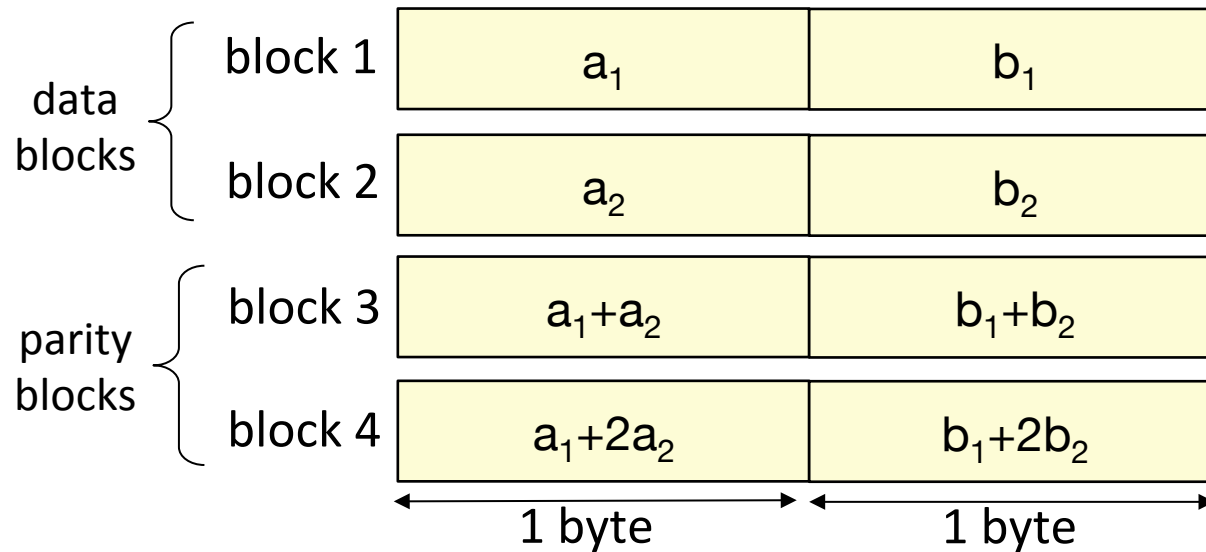 data
blocks
block 1
a₁
b₁
block 2
a₂
b₂
parity
blocks
block 3
a₁+a₂
b₁+b₂
block 4
a₁+2a₂
b₁+2b₂
1 byte
1 byte